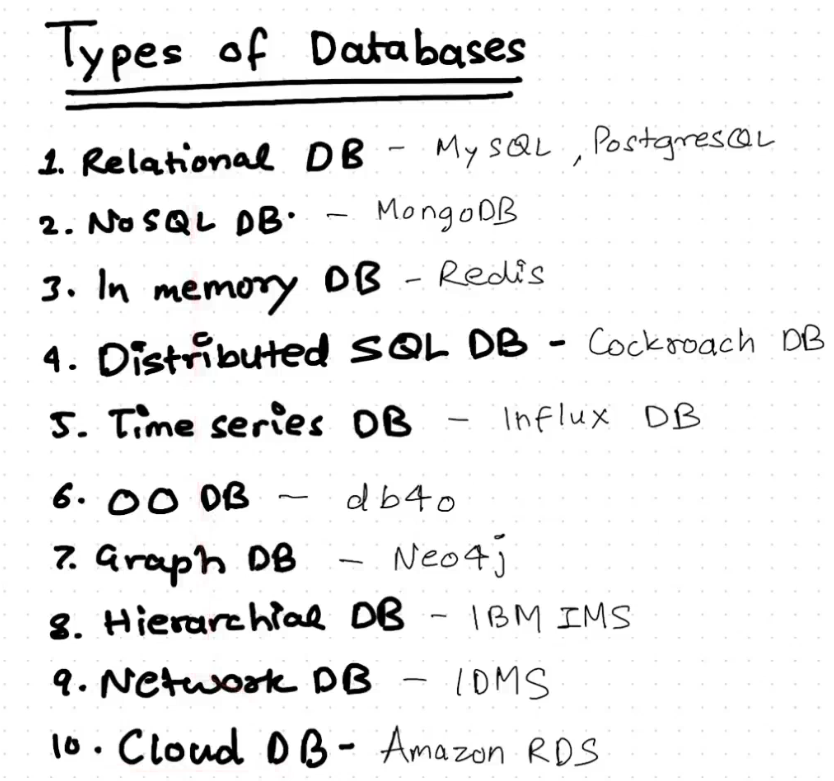 Types of Databases
1. Relational DB - MySQL, PostgresQL
2. NoSQL DB. - MongoDB
3. In memory DB - Redis
4. Distributed SQL DB - Cockroach DB
5. Time series DB - Influx DB
6. OO DB - db4o
7. Graph DB - Neo4j
8. Hierarchial DB - IBM IMS
9. Network DB - IDMS
10. Cloud DB - Amazon RDS